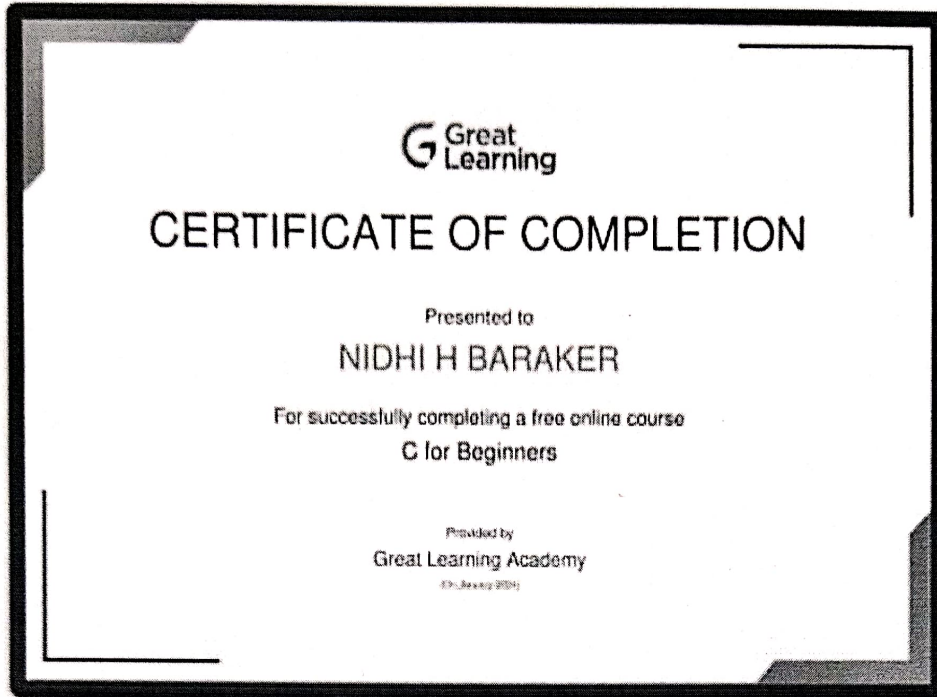 Great
Learning
CERTIFICATE OF COMPLETION
Presented to
NIDHI H BARAKER
For successfully completing a free online course
C for Beginners
Provided by
Great Learning Academy